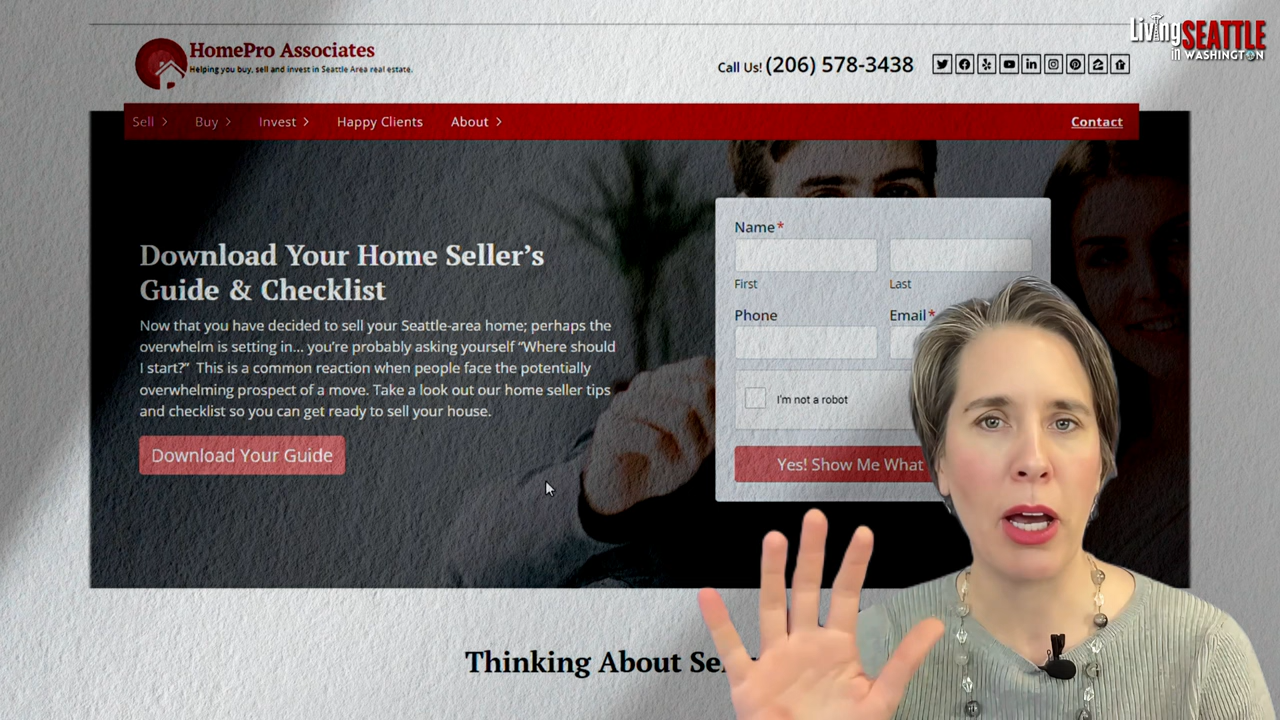 Living SEATTLE
in WASHINGTON
HomePro Associates
Helping you buy, sell and invest in Seattle Area real estate.
Call Us! (206) 578-3438
Sell
Buy
Invest
Happy Clients
About
Contact
Download Your Home Seller's
Guide & Checklist
Now that you have decided to sell your Seattle-area home; perhaps the
overwhelm is setting in... you're probably asking yourself “Where should
I start?” This is a common reaction when people face the potentially
overwhelming prospect of a move. Take a look out our home seller tips
and checklist so you can get ready to sell your house.
Download Your Guide
Name*
First
Last
Phone
Email*
I'm not a robot
Yes! Show Me What
Thinking About